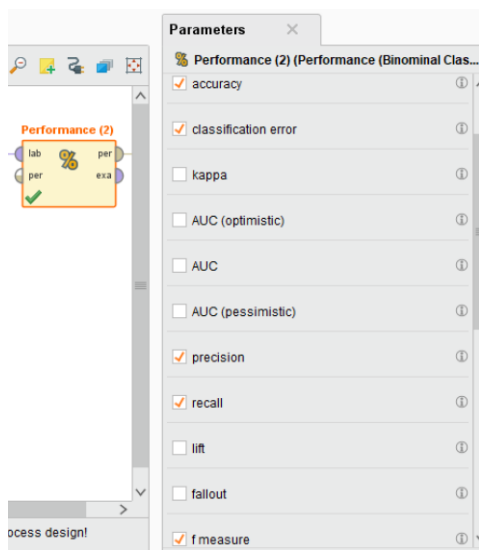 Parameters
Performance (2) (Performance (Binominal Clas...
accuracy
classification error
kappa
AUC (optimistic)
AUC
AUC (pessimistic)
precision
recall
lift
fallout
f measure
Performance (2)
lab
per
per
exa
ocess design!